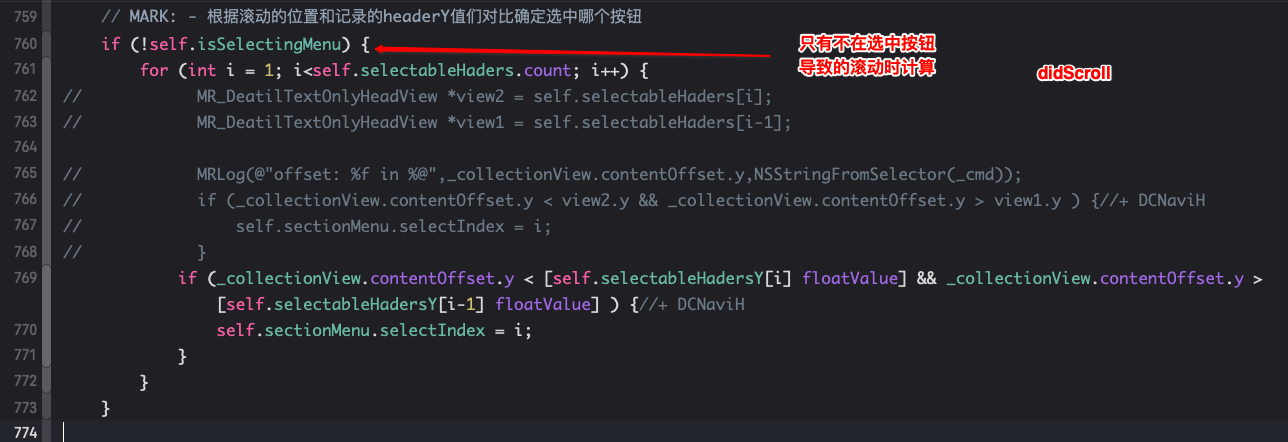 759 // MARK: - 根据滚动的位置和记录的headerY值们对比确定选中哪个按钮
760 if (!self.isSelectingMenu) {
只有不在选中按钮
导致的滚动时计算
didScroll
761 for (int i = 1; i<self.selectableHaders.count; i++) {
762 // MR_DeatilTextOnlyHeadView *view2 = self.selectableHaders[i];
763 // MR_DeatilTextOnlyHeadView *view1 = self.selectableHaders[i-1];
764
765 // MRLog(@"offset: %f in %@",_collectionView.contentOffset.y,NSStringFromSelector(_cmd));
766 // if (_collectionView.contentOffset.y < view2.y && _collectionView.contentOffset.y > view1.y ) {//+ DCNaviH
767 // self.sectionMenu.selectIndex = i;
768 // }
769 if (_collectionView.contentOffset.y < [self.selectableHadersY[i] floatValue] && _collectionView.contentOffset.y >
[self.selectableHadersY[i-1] floatValue] ) {//+ DCNaviH
770 self.sectionMenu.selectIndex = i;
771 }
772 }
773 }
774